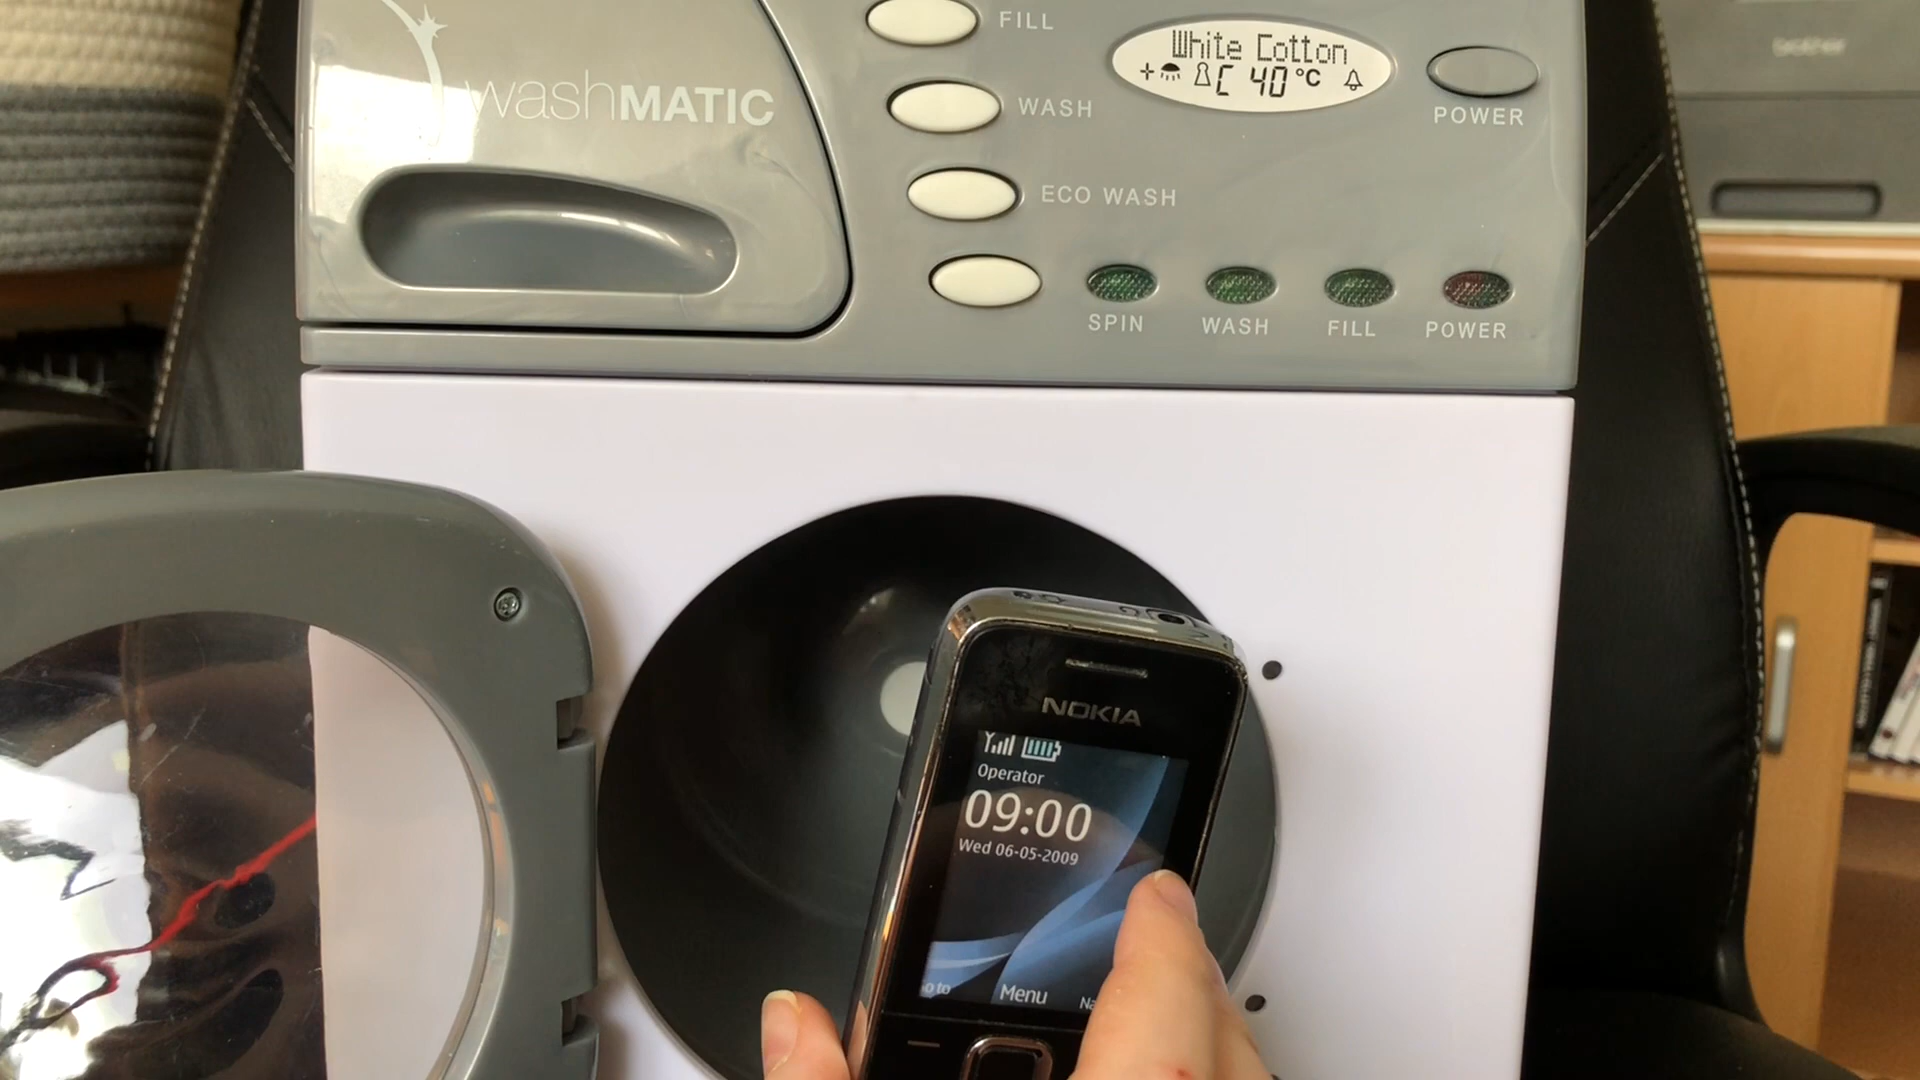 washMATIC
FILL
WASH
ECO WASH
White Cotton
C 40 °C
POWER
SPIN
WASH
FILL
POWER
brother
NOKIA
Operator
09:00
Wed 06-05-2009
Menu